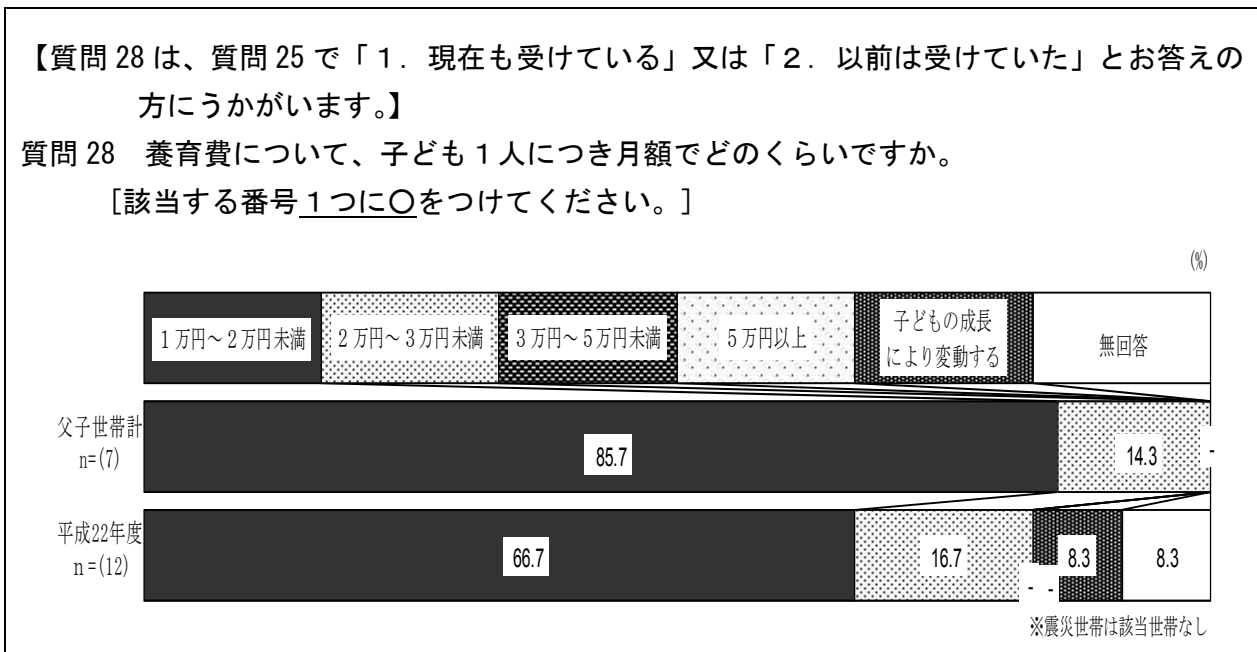 【質問 28 は、質問 25 で「１．現在も受けている」又は「２．以前は受けていた」とお答えの
方にうかがいます。】
質問 28　養育費について、子ども１人につき月額でどのくらいですか。
［該当する番号１つに○をつけてください。］
(%)
１万円～２万円未満 ２万円～３万円未満 ３万円～５万円未満 ５万円以上 子どもの成長 無回答
により変動する
父子世帯計
n=(7)
85.7 14.3 -
平成22年度
n=(12)
66.7 16.7 - - 8.3 8.3
※震災世帯は該当世帯なし